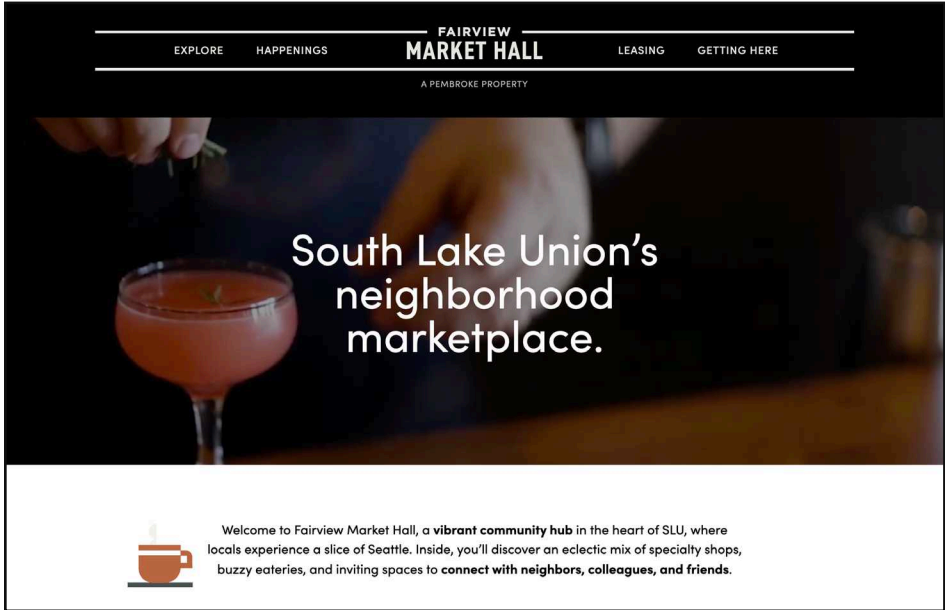 EXPLORE
HAPPENINGS
FAIRVIEW
MARKET HALL
LEASING
GETTING HERE
A PEMBROKE PROPERTY
South Lake Union’s
neighborhood
marketplace.
Welcome to Fairview Market Hall, a vibrant community hub in the heart of SLU, where
locals experience a slice of Seattle. Inside, you’ll discover an eclectic mix of specialty shops,
buzzy eateries, and inviting spaces to connect with neighbors, colleagues, and friends.